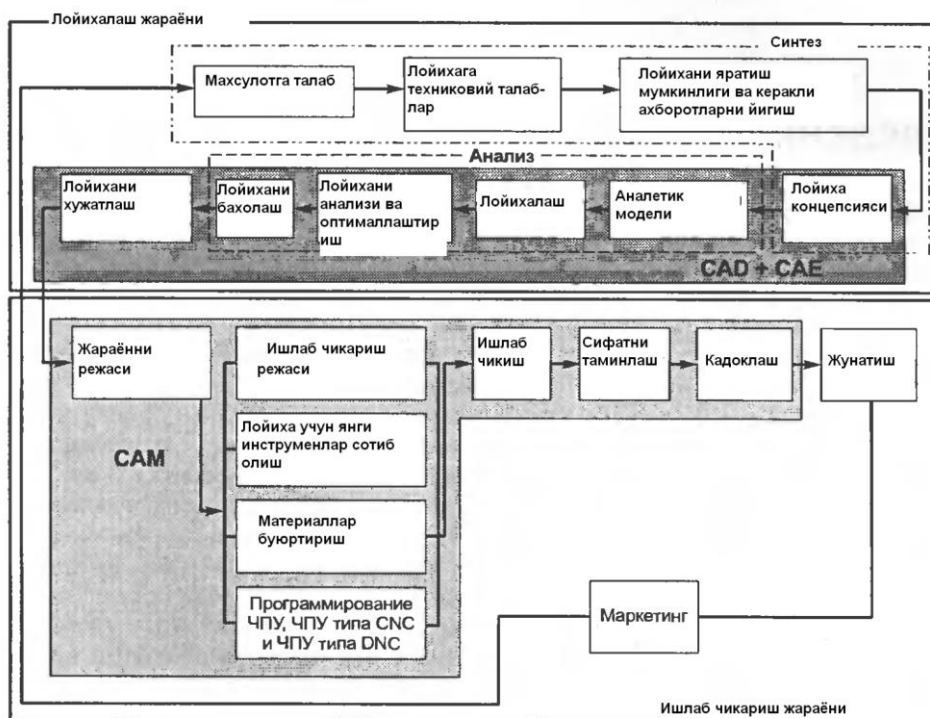 Лойихалаш жараёни
Синтез
Махсулотга талаб
Лойихага
техниковий талаб-
лар
Лойихани яратиш
мумкинлиги ва керакли
ахборотларни йигиш
Анализ
Лойихани
хужатлаш
Лойихани
бахолаш
Лойихани
анализи ва
оптималлаштир
иш
Лойихалаш
Аналетик
модели
Лойиха
концепсияси
CAD + CAE
Жараённи
режаси
Ишлаб чикариш
режаси
Ишлаб
чикиш
Сифатни
таминлаш
Кадоклаш
Жунатиш
Лойиха учун янги
инструменлар сотиб
олиш
CAM
Материаллар
буюртириш
Программирование
ЧПУ, ЧПУ типа CNC
и ЧПУ типа DNC
Маркетинг
Ишлаб чикариш жараёни